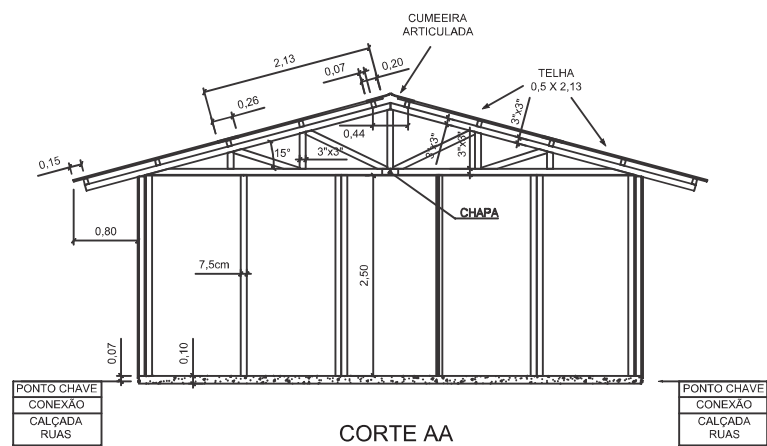 CUMEEIRA
ARTICULADA
2,13
0,07
0,20
TELHA
0,5 X 2,13
0,26
0,44
3"x3"
3"x3"
3"x3"
15°
3"x3"
0,15
CHAPA
0,80
7,5cm
2,50
0,07
0,10
PONTO CHAVE
CONEXÃO
CALÇADA
RUAS
PONTO CHAVE
CONEXÃO
CALÇADA
RUAS
CORTE AA